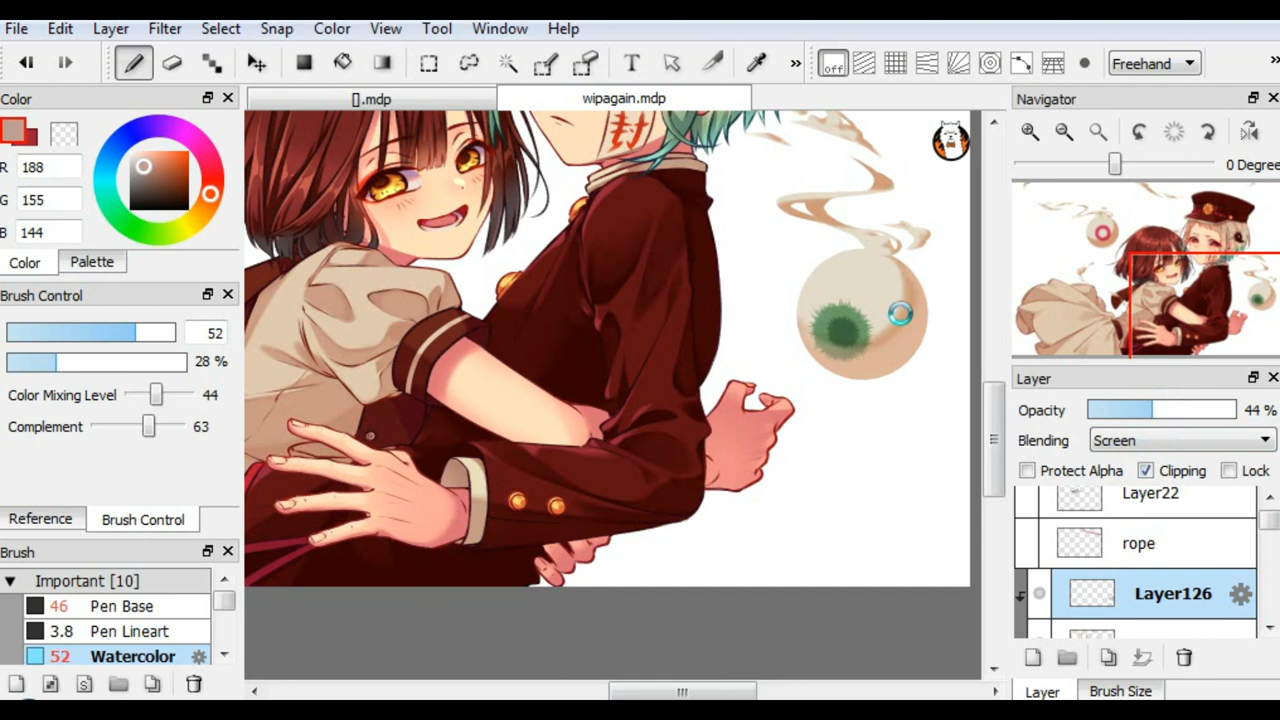 File Edit Layer Filter Select Snap Color View Tool Window Help
T off Freehand
Color
R 188
G 155
B 144
Color Palette
Brush Control
52
28 %
Color Mixing Level 44
Complement 63
Reference Brush Control
Brush
Important [10]
46 Pen Base
3.8 Pen Lineart
52 Watercolor
S
[].mdp wipagain.mdp
封
Navigator
0 Degree
Layer
Opacity 44 %
Blending Screen
Protect Alpha Clipping Lock
Layer22
rope
Layer126
Layer Brush Size